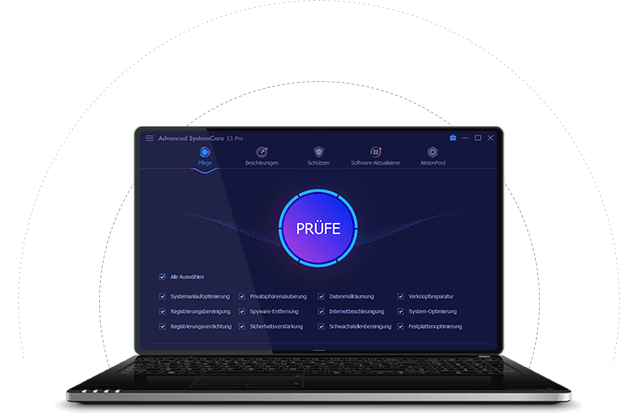 Advanced SystemCare 13 Pro
Pflege Beschleunigen Schützen Software-Aktualisierer AktionPool
PRÜFE
Alle Auswählen
Systemanlaufoptimierung Privatsphärensäuberung Datenmüllräumung Verknüpfsreparatur
Registrierungsbereinigung Spyware-Entfernung Internetbeschleunigung System-Optimierung
Registrierungsverdichtung Sicherheitsverstärkung Schwachstellenbereinigung Festplattenoptimierung